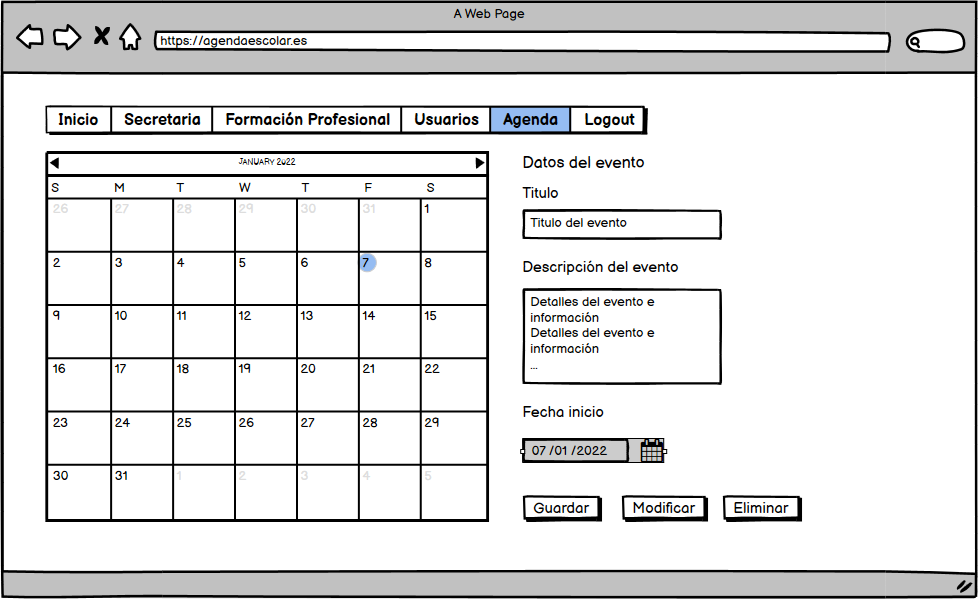 A Web Page
https://agendaescolar.es
Inicio Secretaria Formación Profesional Usuarios Agenda Logout
JANUARY 2022
S M T W T F S
26 27 28 29 30 31 1
2 3 4 5 6 7 8
9 10 11 12 13 14 15
16 17 18 19 20 21 22
23 24 25 26 27 28 29
30 31 1 2 3 4 5
Datos del evento
Titulo
Titulo del evento
Descripción del evento
Detalles del evento e
información
Detalles del evento e
información
...
Fecha inicio
07 /01 /2022
Guardar Modificar Eliminar